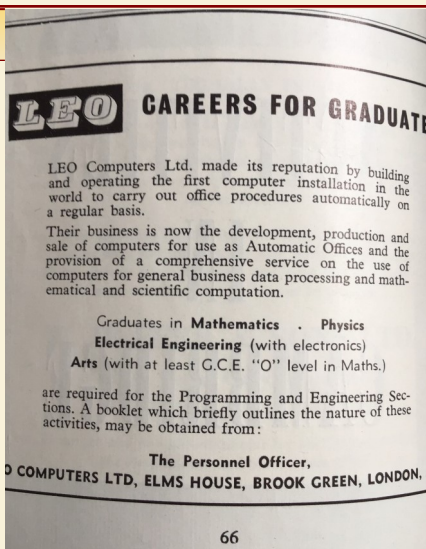 LEO CAREERS FOR GRADUATE
LEO Computers Ltd. made its reputation by building
and operating the first computer installation in the
world to carry out office procedures automatically on
a regular basis.
Their business is now the development, production and
sale of computers for use as Automatic Offices and the
provision of a comprehensive service on the use of
computers for general business data processing and math-
ematical and scientific computation.
Graduates in Mathematics . Physics
Electrical Engineering (with electronics)
Arts (with at least G.C.E. "O" level in Maths.)
are required for the Programming and Engineering Sec-
tions. A booklet which briefly outlines the nature of these
activities, may be obtained from:
The Personnel Officer,
O COMPUTERS LTD, ELMS HOUSE, BROOK GREEN, LONDON,
66